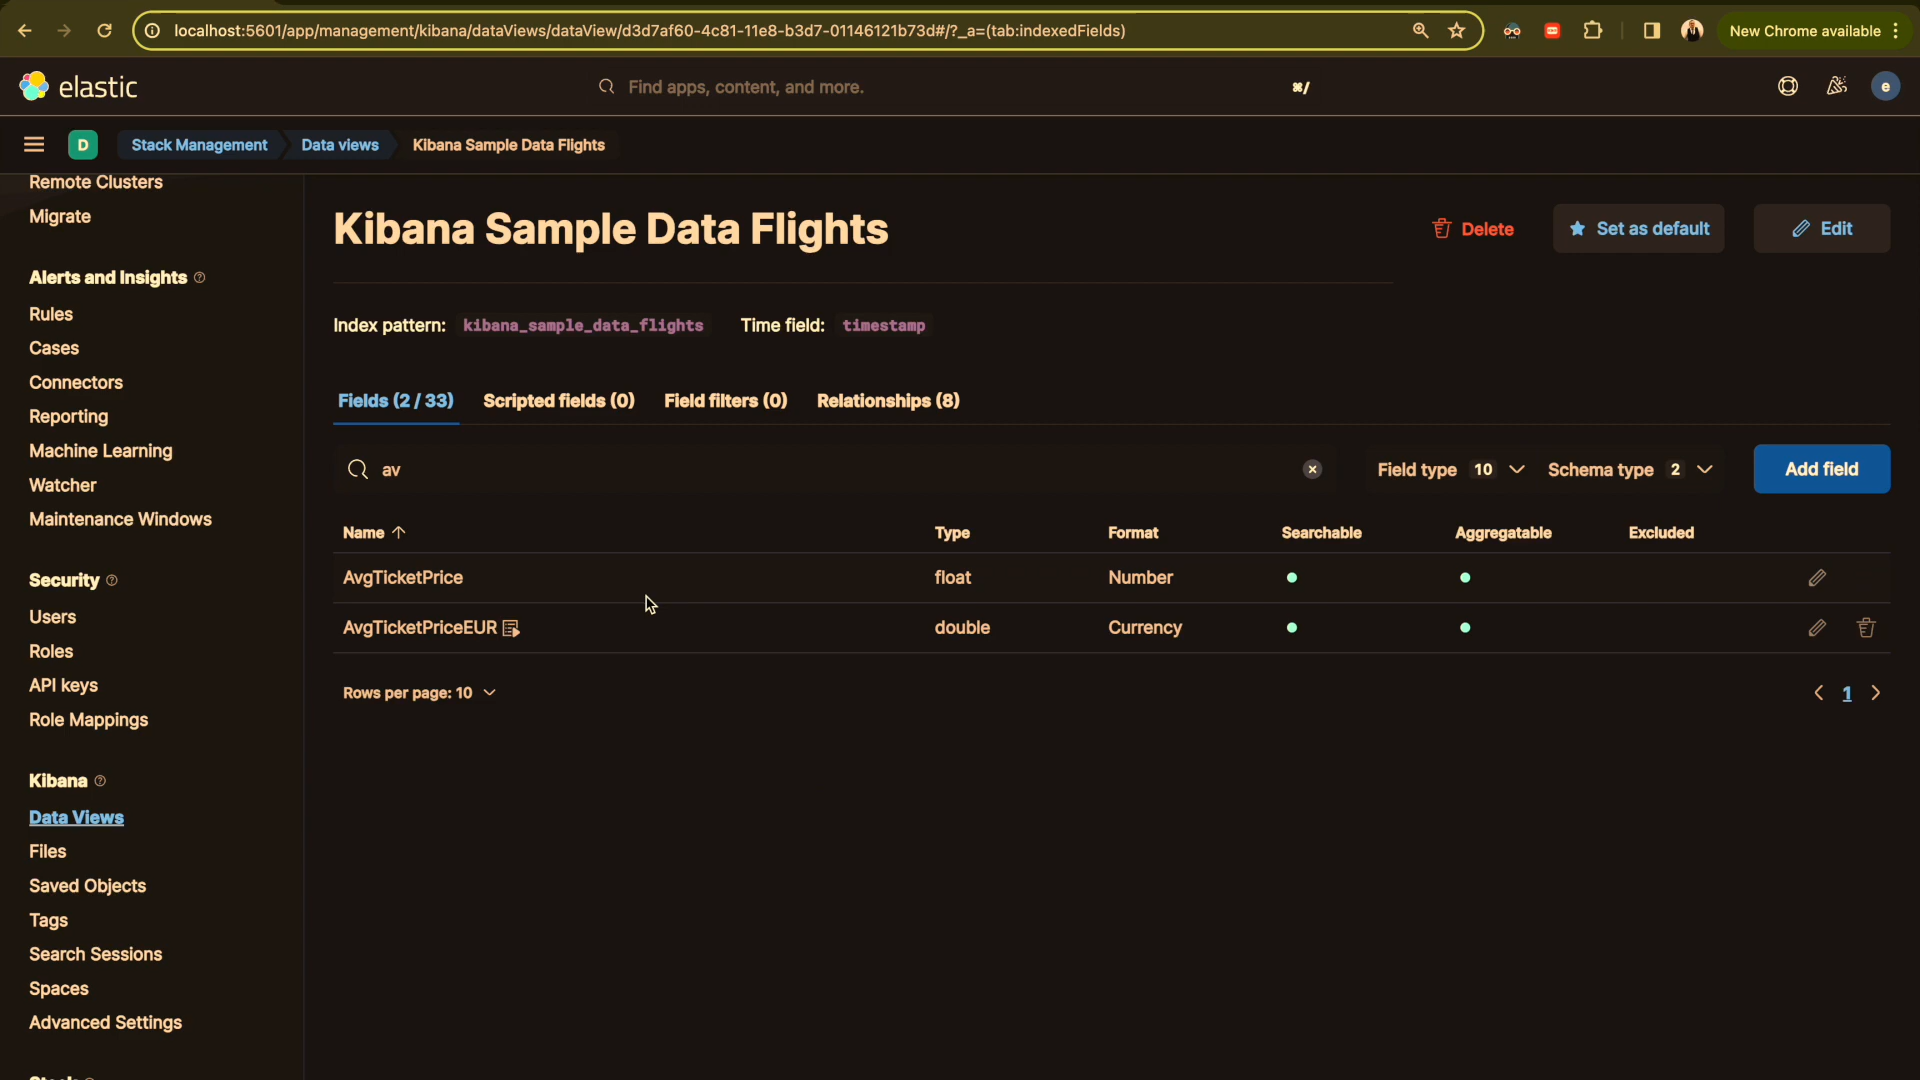 localhost:5601/app/management/kibana/dataViews/dataView/d3d7af60-4c81-11e8-b3d7-01146121b73d#/?_a=(tab:indexedFields)
New Chrome available
elastic
Find apps, content, and more.
⌘/
e
D
Stack Management
Data views
Kibana Sample Data Flights
Remote Clusters
Migrate
Alerts and Insights
Rules
Cases
Connectors
Reporting
Machine Learning
Watcher
Maintenance Windows
Security
Users
Roles
API keys
Role Mappings
Kibana
Data Views
Files
Saved Objects
Tags
Search Sessions
Spaces
Advanced Settings
Kibana Sample Data Flights
Delete
Set as default
Edit
Index pattern: kibana_sample_data_flights Time field: timestamp
Fields (2 / 33) Scripted fields (0) Field filters (0) Relationships (8)
av
Field type 10
Schema type 2
Add field
Name Type Format Searchable Aggregatable Excluded
AvgTicketPrice float Number
AvgTicketPriceEUR double Currency
Rows per page: 10
1